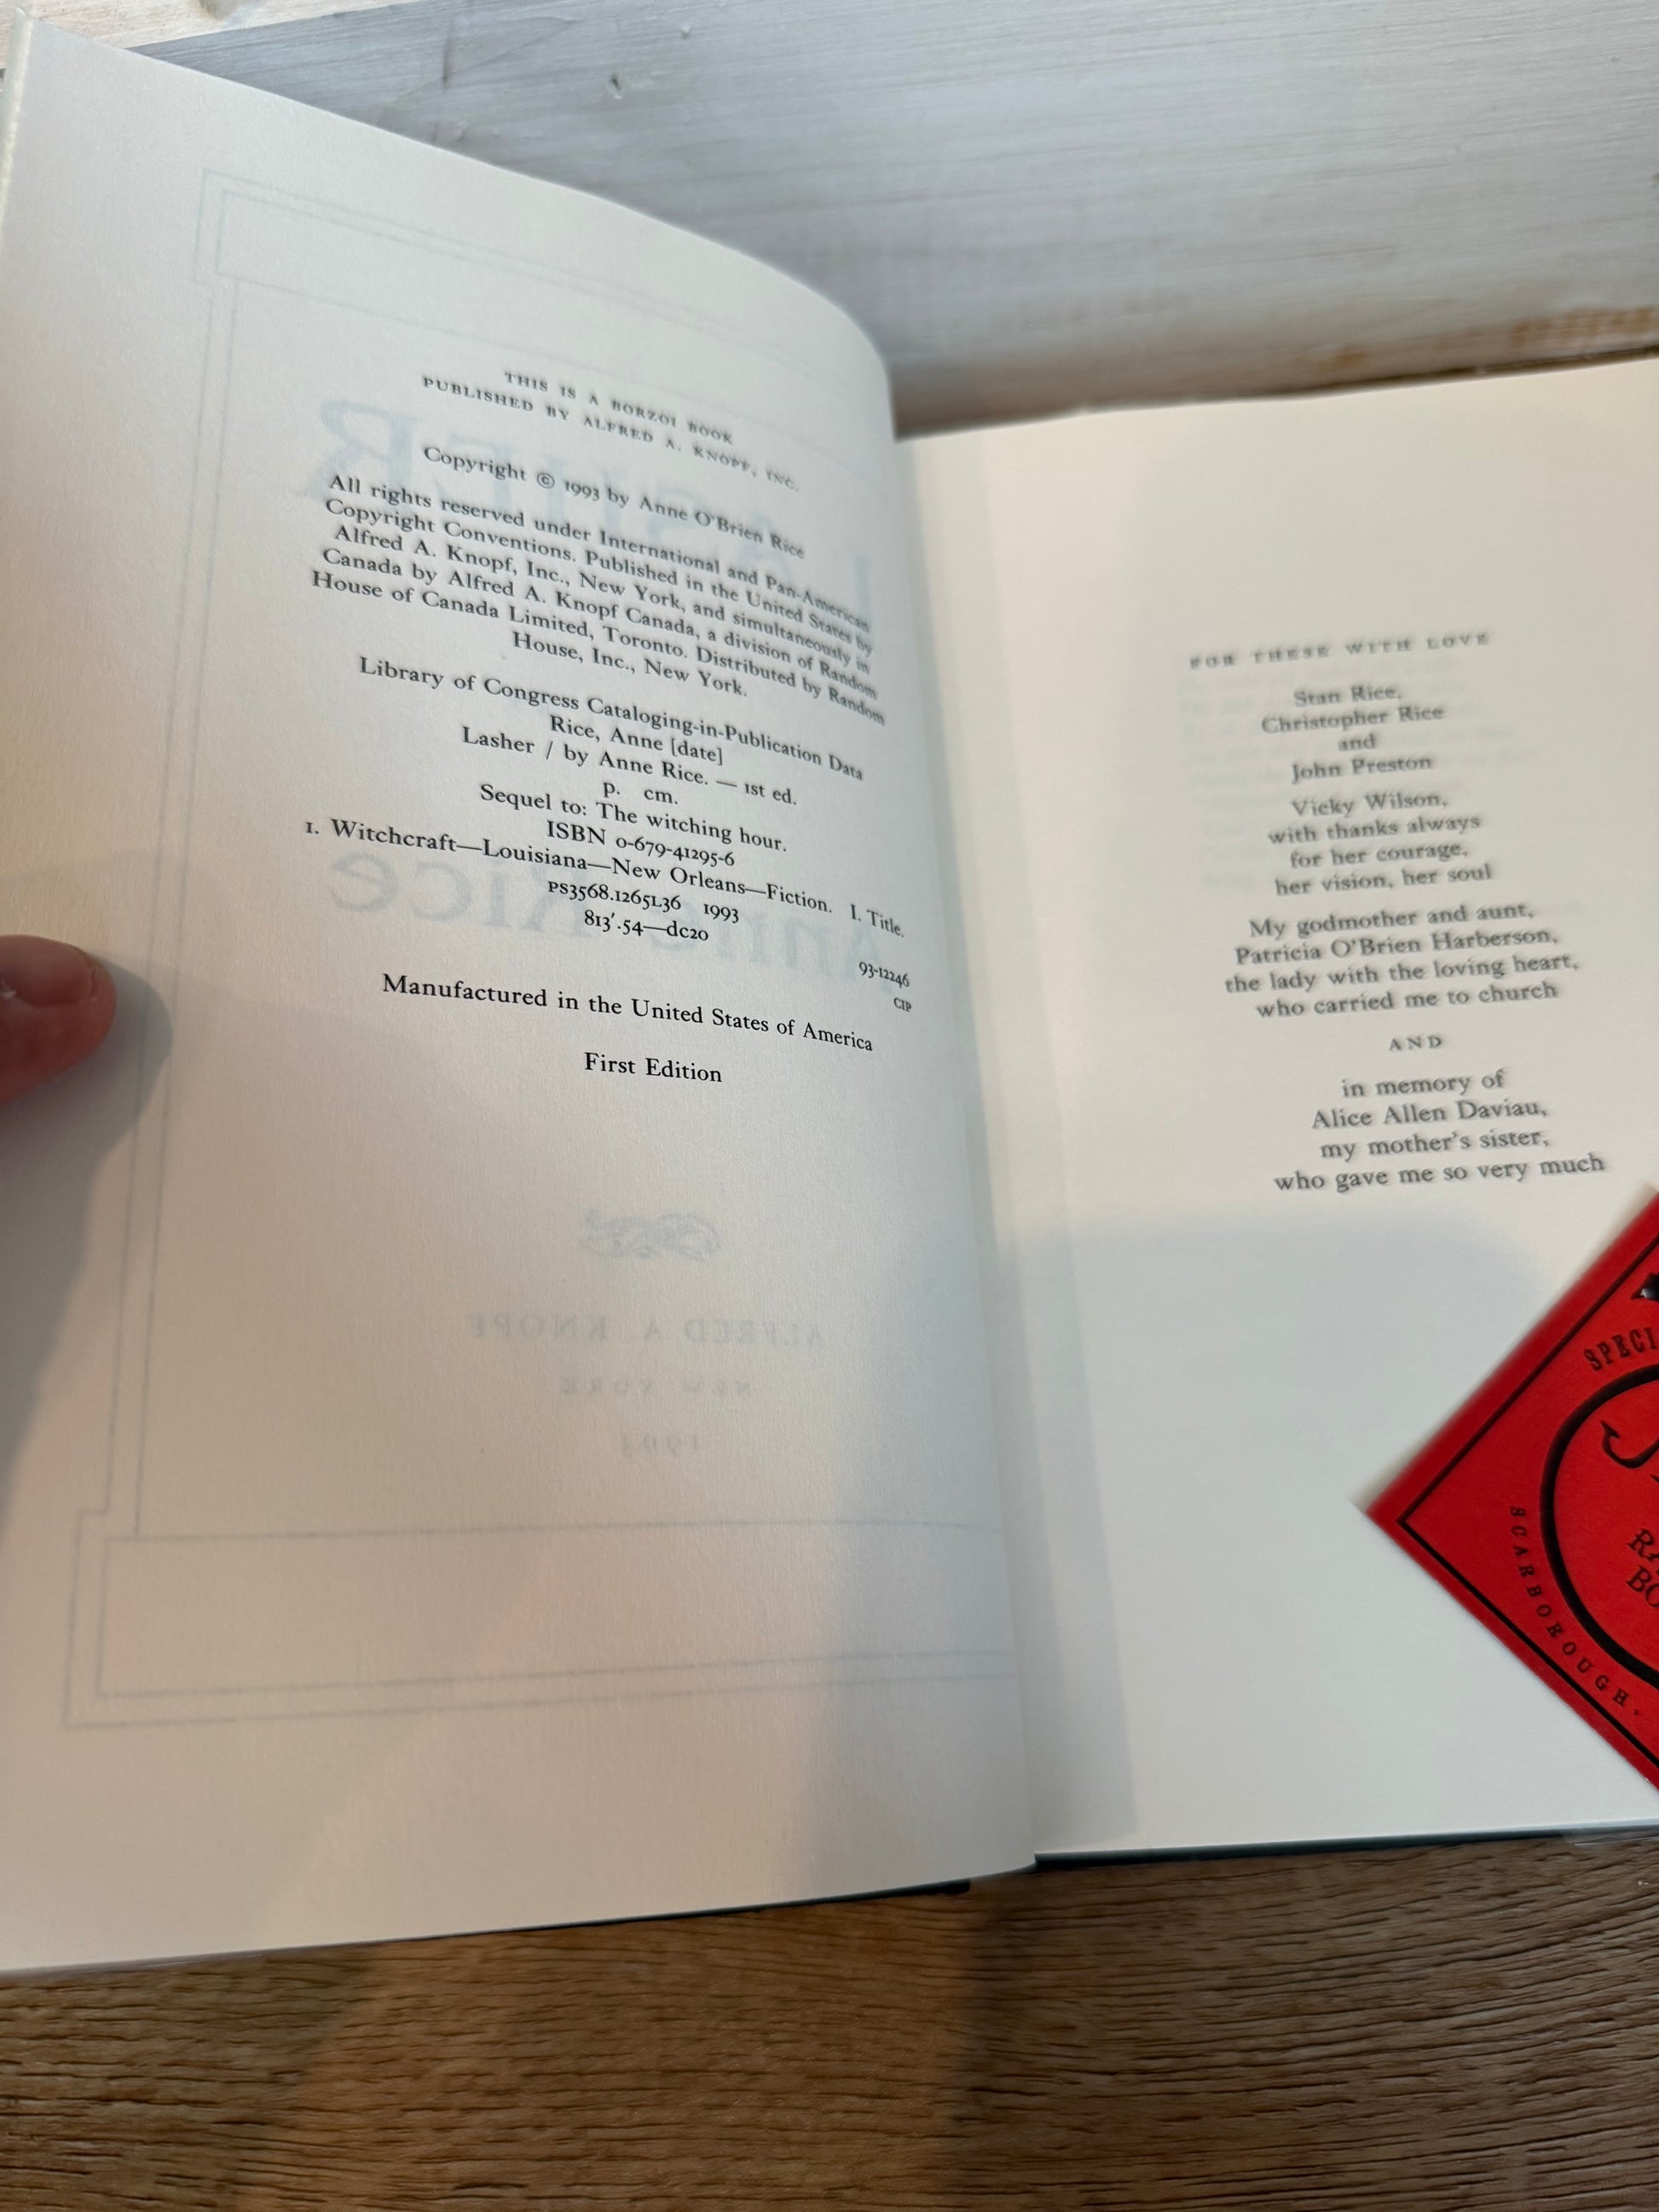 THIS IS A BORZOI BOOK
PUBLISHED BY ALFRED A. KNOPF, INC.
Copyright © 1993 by Anne O'Brien Rice
All rights reserved under International and Pan-American
Copyright Conventions. Published in the United States by
Alfred A. Knopf, Inc., New York, and simultaneously in
Canada by Alfred A. Knopf Canada, a division of Random
House of Canada Limited, Toronto. Distributed by Random
House, Inc., New York.
Library of Congress Cataloging-in-Publication Data
Rice, Anne [date]
Lasher / by Anne Rice. — 1st ed.
p. cm.
Sequel to: The witching hour.
ISBN 0-679-41295-6
1. Witchcraft—Louisiana—New Orleans—Fiction. I. Title.
PS3568.I265L36 1993
813'.54—dc20
93-12246
CIP
Manufactured in the United States of America
First Edition
ALFRED A KNOPF
NEW YORK
1993
FOR THESE WITH LOVE
Stan Rice,
Christopher Rice
and
John Preston
Vicky Wilson,
with thanks always
for her courage,
her vision, her soul
My godmother and aunt,
Patricia O'Brien Harberson,
the lady with the loving heart,
who carried me to church
AND
in memory of
Alice Allen Daviau,
my mother's sister,
who gave me so very much
SCARBOROUGH.